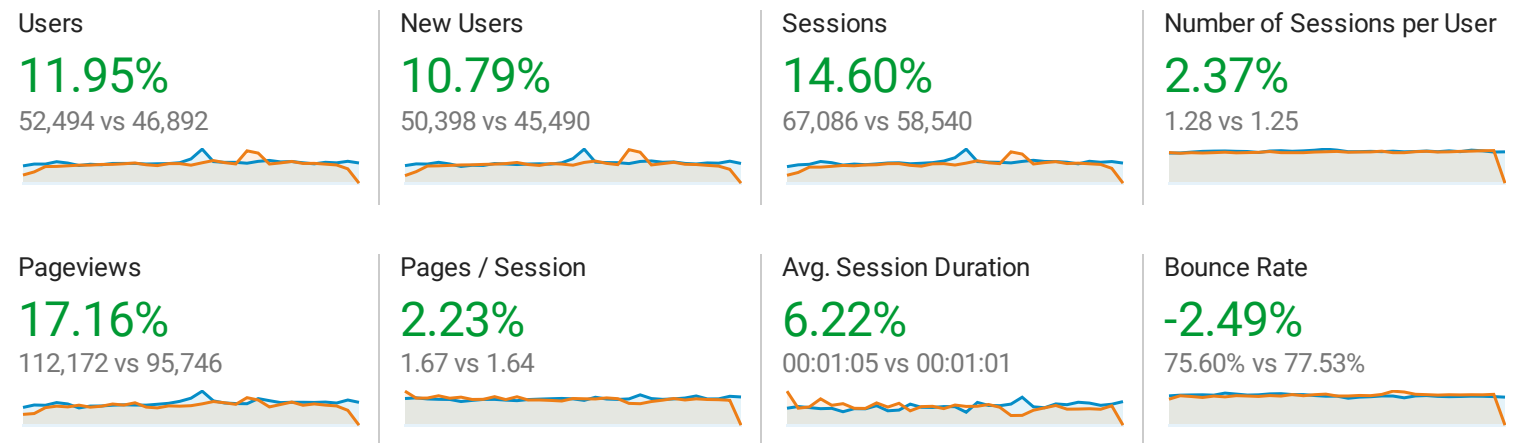 Users
11.95%
52,494 vs 46,892
New Users
10.79%
50,398 vs 45,490
Sessions
14.60%
67,086 vs 58,540
Number of Sessions per User
2.37%
1.28 vs 1.25
Pageviews
17.16%
112,172 vs 95,746
Pages / Session
2.23%
1.67 vs 1.64
Avg. Session Duration
6.22%
00:01:05 vs 00:01:01
Bounce Rate
-2.49%
75.60% vs 77.53%